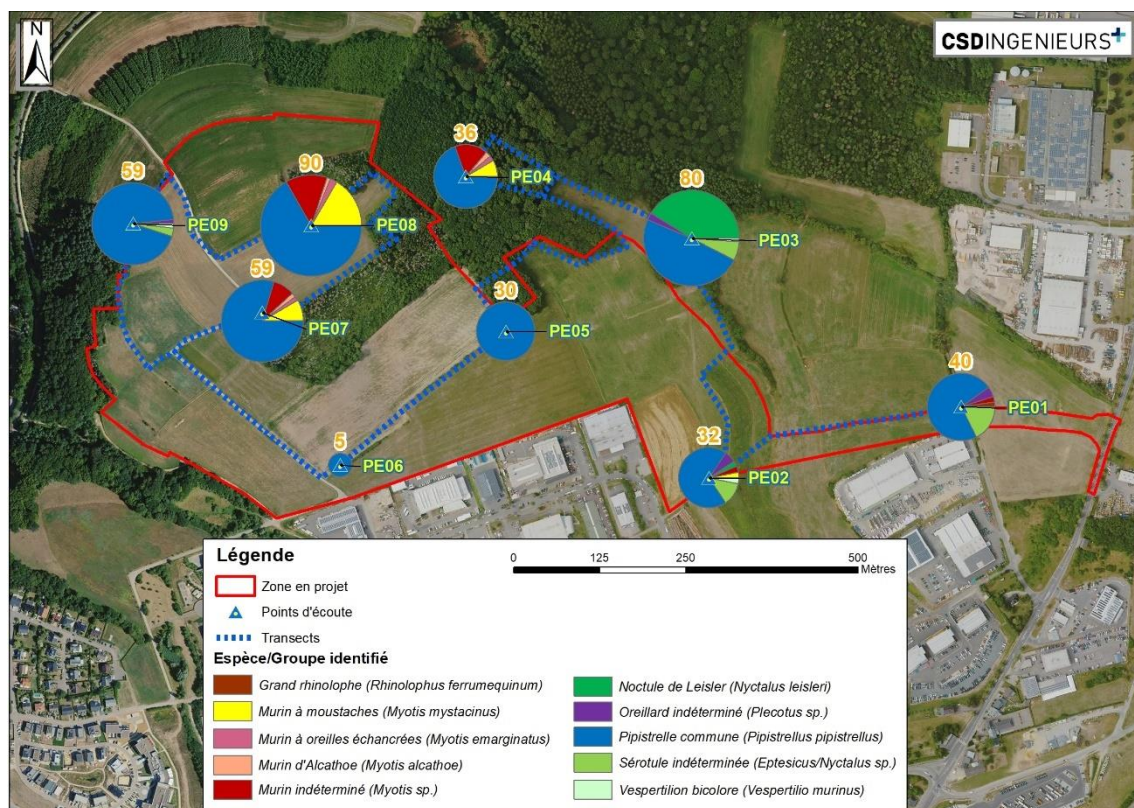 N
CSDINGENIEURS+
36
90
80
59
PE04
PE09
PE08
PE03
59
30
PE07
PE05
40
PE01
32
5
PE06
PE02
Légende
0 125 250 500
Mètres
Zone en projet
Points d'écoute
Transects
Espèce/Groupe identifié
Grand rhinolophe (Rhinolophus ferrumequinum)
Murin à moustaches (Myotis mystacinus)
Murin à oreilles échancrées (Myotis emarginatus)
Murin d'Alcathoe (Myotis alcathoe)
Murin indéterminé (Myotis sp.)
Noctule de Leisler (Nyctalus leisleri)
Oreillard indéterminé (Plecotus sp.)
Pipistrelle commune (Pipistrellus pipistrellus)
Sérotule indéterminée (Eptesicus/Nyctalus sp.)
Vespertilion bicolore (Vespertilio murinus)